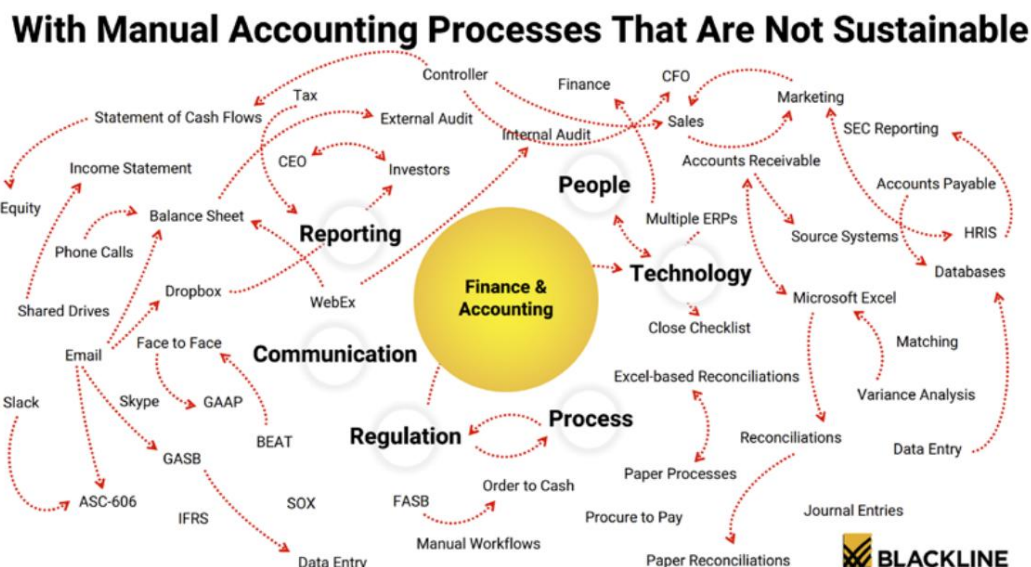 With Manual Accounting Processes That Are Not Sustainable
Controller
Finance
CFO
Tax
Marketing
Statement of Cash Flows
External Audit
Internal Audit
Sales
SEC Reporting
CEO
Investors
Accounts Receivable
Income Statement
People
Accounts Payable
Equity
Balance Sheet
Multiple ERPs
Reporting
Source Systems
HRIS
Phone Calls
Technology
Databases
Dropbox
WebEx
Finance &
Accounting
Microsoft Excel
Shared Drives
Close Checklist
Face to Face
Matching
Email
Communication
Excel-based Reconciliations
Variance Analysis
Slack
Skype
GAAP
Process
BEAT
Regulation
Reconciliations
Data Entry
GASB
Paper Processes
Order to Cash
ASC-606
SOX
FASB
IFRS
Procure to Pay
Journal Entries
Manual Workflows
Data Entry
Paper Reconciliations
BLACKLINE